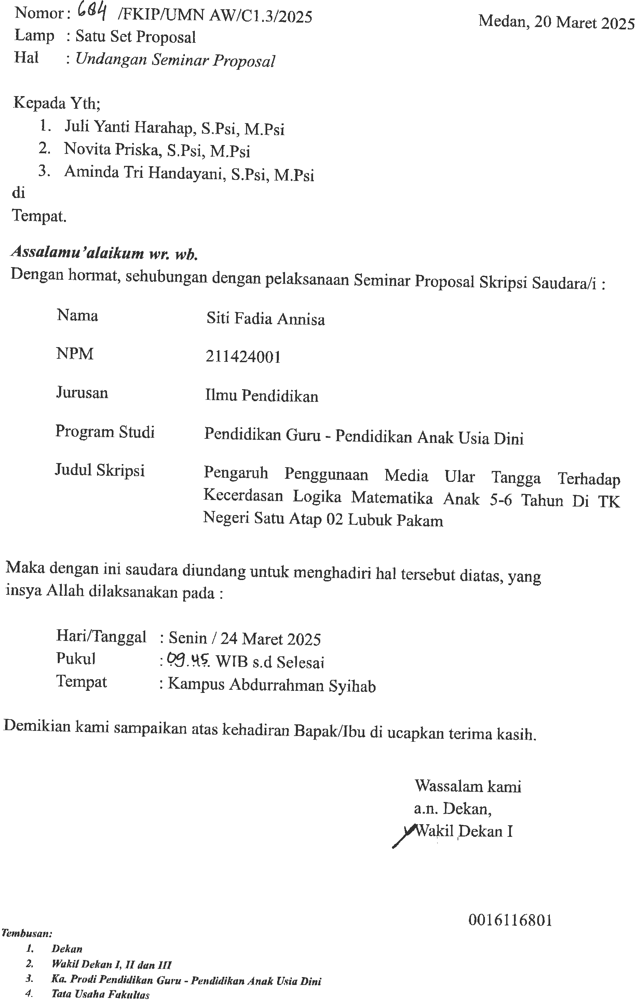 Nomor : 684 /FKIP/UMN AW/C1.3/2025 Medan, 20 Maret 2025
Lamp : Satu Set Proposal
Hal : Undangan Seminar Proposal
Kepada Yth;
1. Juli Yanti Harahap, S.Psi, M.Psi
2. Novita Priska, S.Psi, M.Psi
3. Aminda Tri Handayani, S.Psi, M.Psi
di
Tempat.
Assalamu'alaikum wr. wb.
Dengan hormat, sehubungan dengan pelaksanaan Seminar Proposal Skripsi Saudara/i :
Nama Siti Fadia Annisa
NPM 211424001
Jurusan Ilmu Pendidikan
Program Studi Pendidikan Guru - Pendidikan Anak Usia Dini
Judul Skripsi Pengaruh Penggunaan Media Ular Tangga Terhadap
Kecerdasan Logika Matematika Anak 5-6 Tahun Di TK
Negeri Satu Atap 02 Lubuk Pakam
Maka dengan ini saudara diundang untuk menghadiri hal tersebut diatas, yang
insya Allah dilaksanakan pada :
Hari/Tanggal : Senin / 24 Maret 2025
Pukul : 09.45. WIB s.d Selesai
Tempat : Kampus Abdurrahman Syihab
Demikian kami sampaikan atas kehadiran Bapak/Ibu di ucapkan terima kasih.
Wassalam kami
a.n. Dekan,
Wakil Dekan I
0016116801
Tembusan:
1. Dekan
2. Wakil Dekan I, II dan III
3. Ka. Prodi Pendidikan Guru - Pendidikan Anak Usia Dini
4. Tata Usaha Fakultas